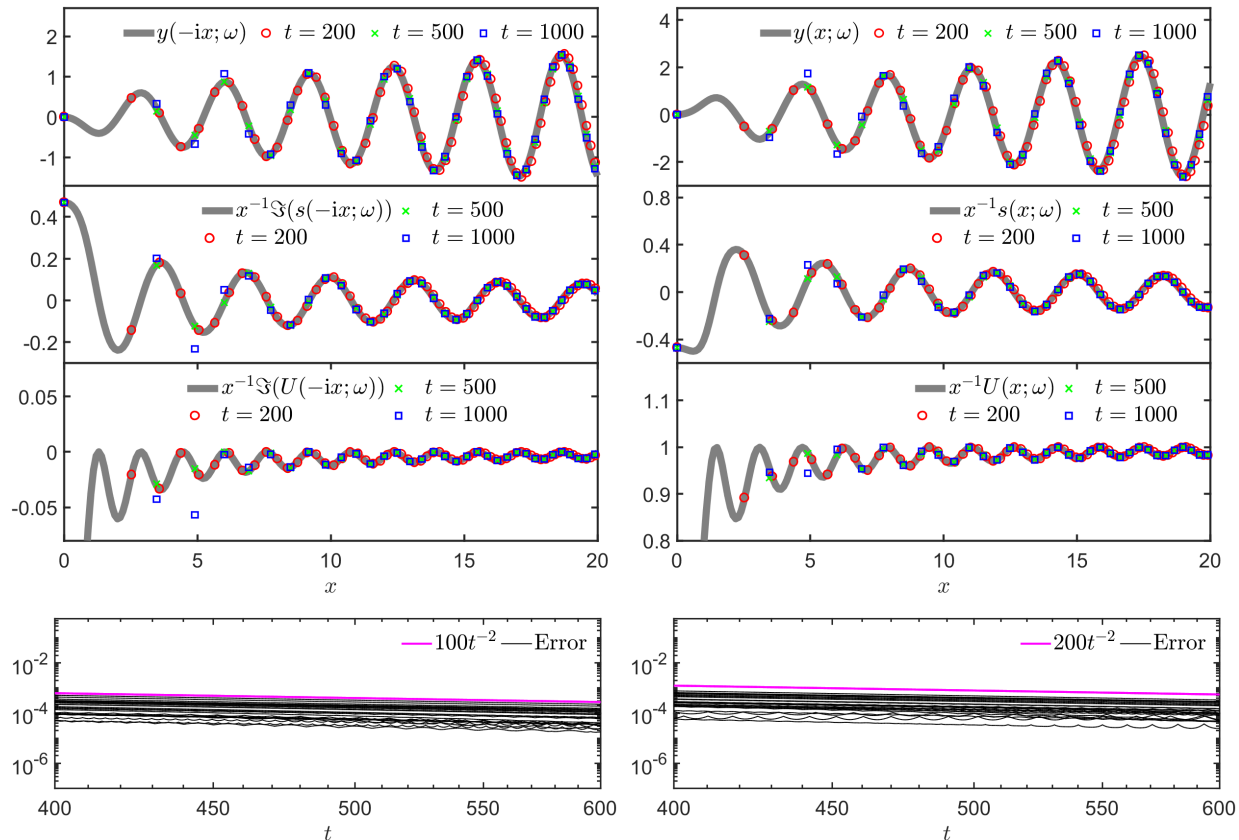 y(−ix; ω) t = 200 t = 500 t = 1000
2
1
0
-1
x⁻¹ℑ(s(−ix; ω)) t = 500
t = 200 t = 1000
0.4
0.2
0
-0.2
x⁻¹ℑ(U(−ix; ω)) t = 500
t = 200 t = 1000
0.05
0
-0.05
0 5 10 15 20
x
y(x; ω) t = 200 t = 500 t = 1000
4
2
0
-2
x⁻¹s(x; ω) t = 500
t = 200 t = 1000
0.8
0.4
0
-0.4
x⁻¹U(x; ω) t = 500
t = 200 t = 1000
1.1
1
0.9
0.8
0 5 10 15 20
x
100t⁻² Error
10⁻²
10⁻⁴
10⁻⁶
400 450 500 550 600
t
200t⁻² Error
10⁻²
10⁻⁴
10⁻⁶
400 450 500 550 600
t